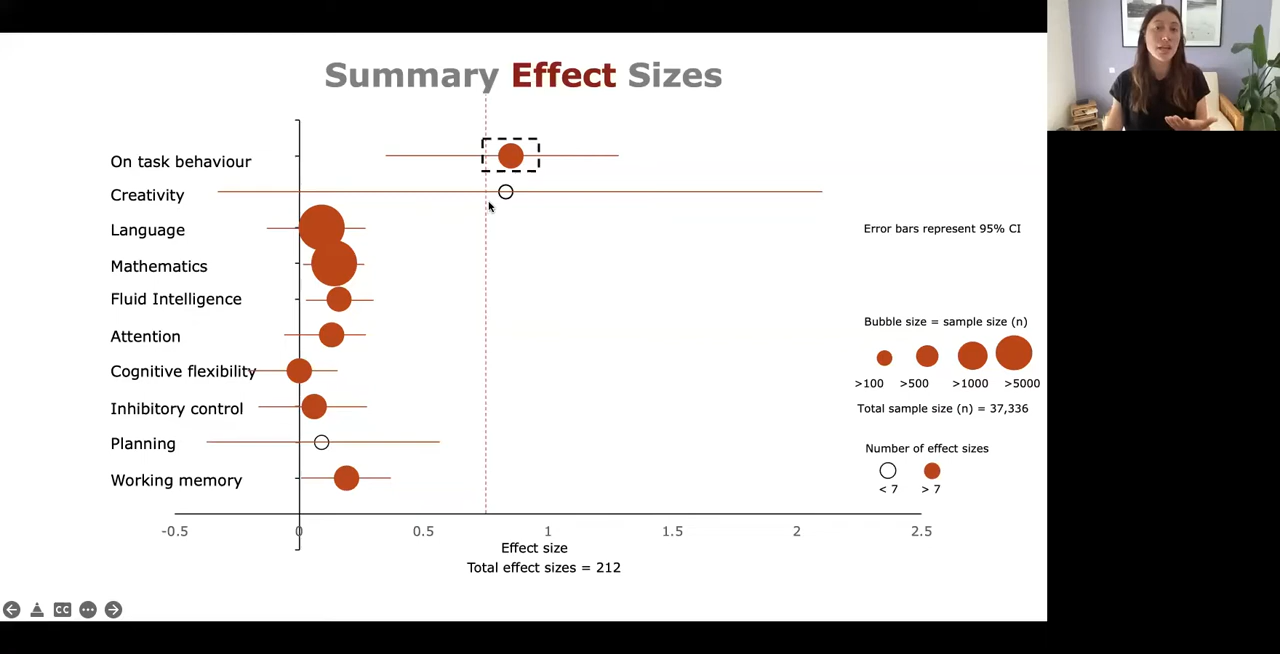 Summary Effect Sizes
On task behaviour
Creativity
Language
Mathematics
Fluid Intelligence
Attention
Cognitive flexibility
Inhibitory control
Planning
Working memory
-0.5 0 0.5 1 1.5 2 2.5
Effect size
Total effect sizes = 212
Error bars represent 95% CI
Bubble size = sample size (n)
>100 >500 >1000 >5000
Total sample size (n) = 37,336
Number of effect sizes
< 7 > 7
CC